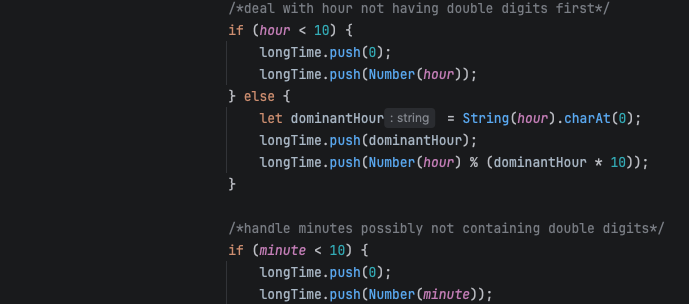 /*deal with hour not having double digits first*/
if (hour < 10) {
longTime.push(0);
longTime.push(Number(hour));
} else {
let dominantHour : string = String(hour).charAt(0);
longTime.push(dominantHour);
longTime.push(Number(hour) % (dominantHour * 10));
}
/*handle minutes possibly not containing double digits*/
if (minute < 10) {
longTime.push(0);
longTime.push(Number(minute));